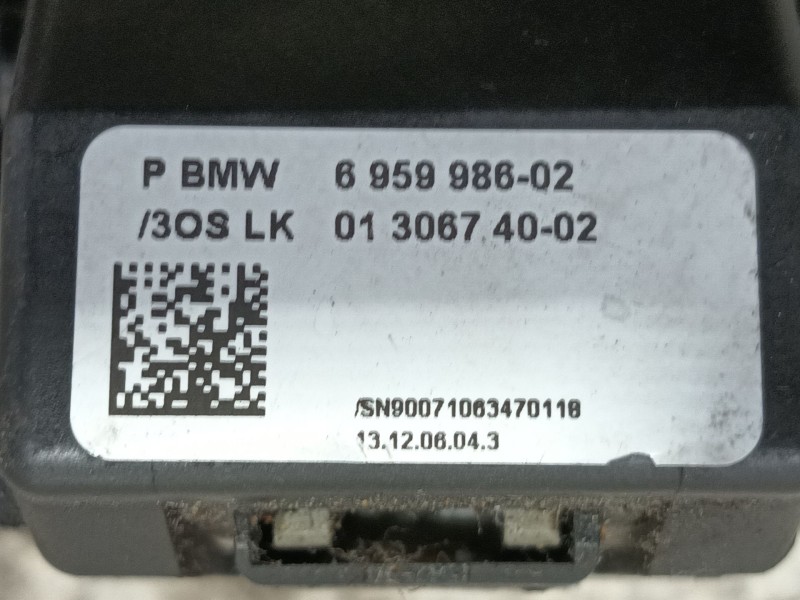 P BMW 6 959 986-02
/3OS LK 01 3067 40-02
/SN90071063470118
13.12.06.04.3